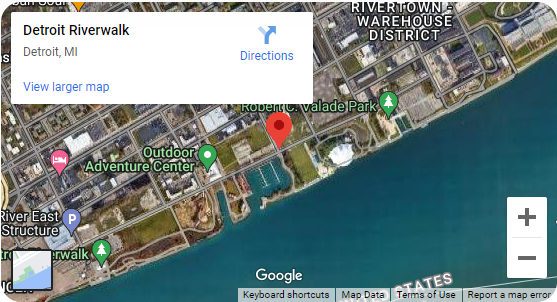 RIVERTOWN -
WAREHOUSE
DISTRICT
Detroit Riverwalk
Detroit, MI
Directions
View larger map
Robert C. Valade Park
Outdoor
Adventure Center
River East
Structure
P
Google
STATES
Keyboard shortcuts
Map Data
Terms of Use
Report a map error